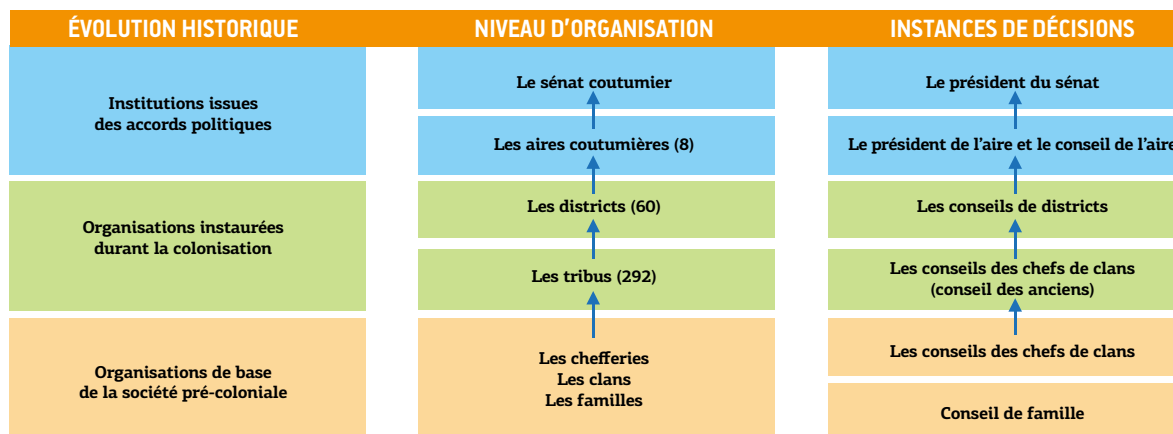 ÉVOLUTION HISTORIQUE
NIVEAU D'ORGANISATION
INSTANCES DE DÉCISIONS
Institutions issues
des accords politiques
Le sénat coutumier
Le président du sénat
Les aires coutumières (8)
Le président de l'aire et le conseil de l'aire
Organisations instaurées
durant la colonisation
Les districts (60)
Les conseils de districts
Les tribus (292)
Les conseils des chefs de clans
(conseil des anciens)
Organisations de base
de la société pré-coloniale
Les chefferies
Les clans
Les familles
Les conseils des chefs de clans
Conseil de famille